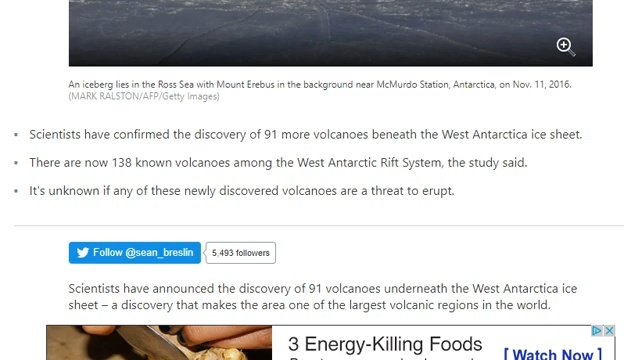 An iceberg lies in the Ross Sea with Mount Erebus in the background near McMurdo Station, Antarctica, on Nov. 11, 2016.
(MARK RALSTON/AFP/Getty Images)
Scientists have confirmed the discovery of 91 more volcanoes beneath the West Antarctica ice sheet.
There are now 138 known volcanoes among the West Antarctic Rift System, the study said.
It's unknown if any of these newly discovered volcanoes are a threat to erupt.
Follow @sean_breslin 5,493 followers
Scientists have announced the discovery of 91 volcanoes underneath the West Antarctica ice
sheet – a discovery that makes the area one of the largest volcanic regions in the world.
3 Energy-Killing Foods
[ Watch Now ]